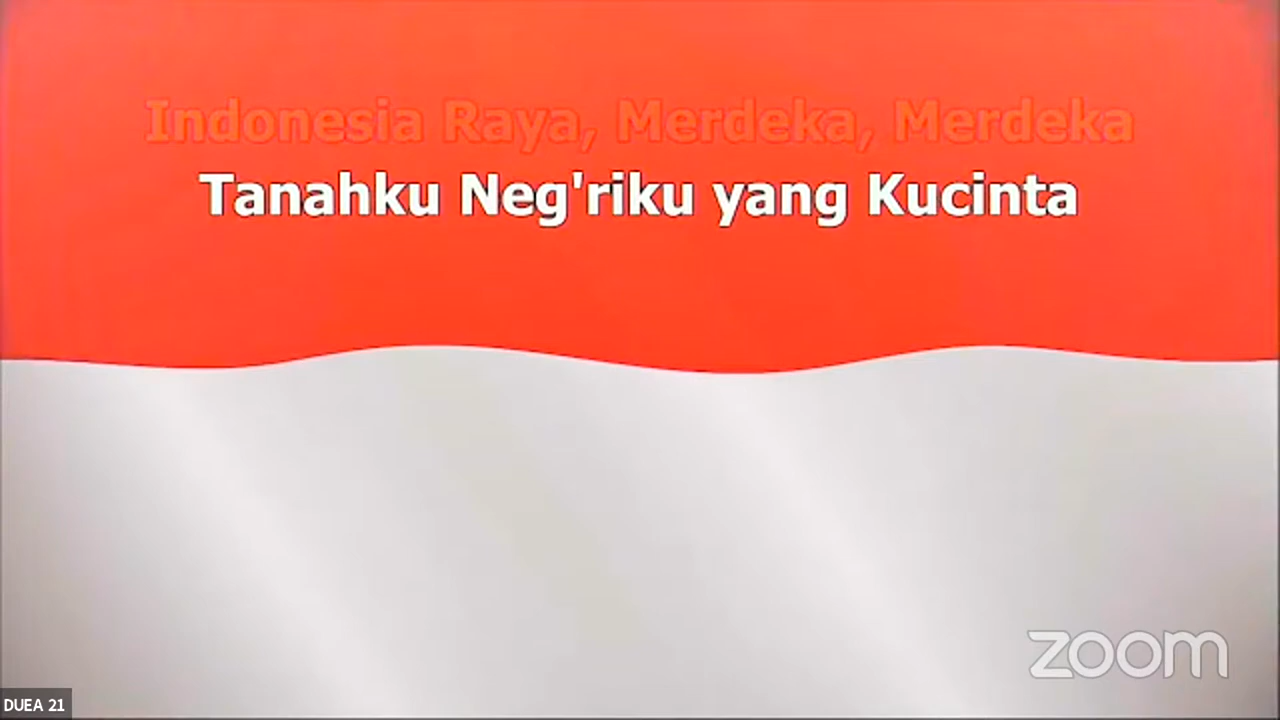 Indonesia Raya, Merdeka, Merdeka
Tanahku Neg'riku yang Kucinta
zoom
DUEA 21